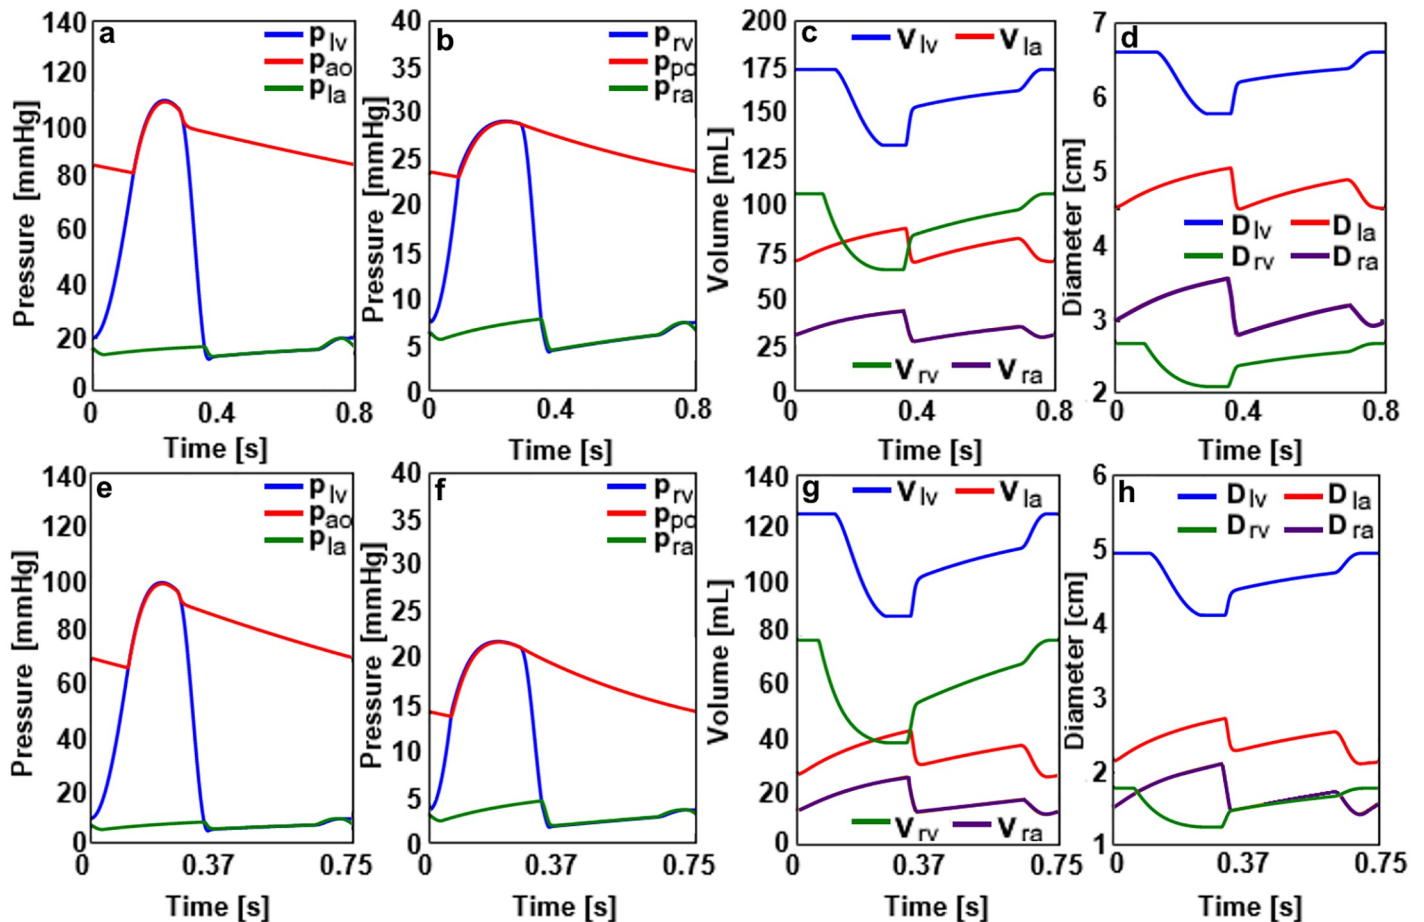 a
p lv
p ao
p la
Pressure [mmHg]
140
120
100
80
60
40
20
0
0
0.4
0.8
Time [s]
b
p rv
p po
p ra
Pressure [mmHg]
40
35
30
25
20
15
10
5
0
0
0.4
0.8
Time [s]
c
V lv
V la
V rv
V ra
Volume [mL]
200
175
150
125
100
75
50
25
0
0
0.4
0.8
Time [s]
d
D lv
D la
D rv
D ra
Diameter [cm]
7
6
5
4
3
2
0
0.4
0.8
Time [s]
e
p lv
p ao
p la
Pressure [mmHg]
140
120
100
80
60
40
20
0
0
0.37
0.75
Time [s]
f
p rv
p po
p ra
Pressure [mmHg]
40
35
30
25
20
15
10
5
0
0
0.37
0.75
Time [s]
g
V lv
V la
V rv
V ra
Volume [mL]
140
120
100
80
60
40
20
0
0
0.37
0.75
Time [s]
h
D lv
D la
D rv
D ra
Diameter [cm]
6
5
4
3
2
1
0
0.37
0.75
Time [s]